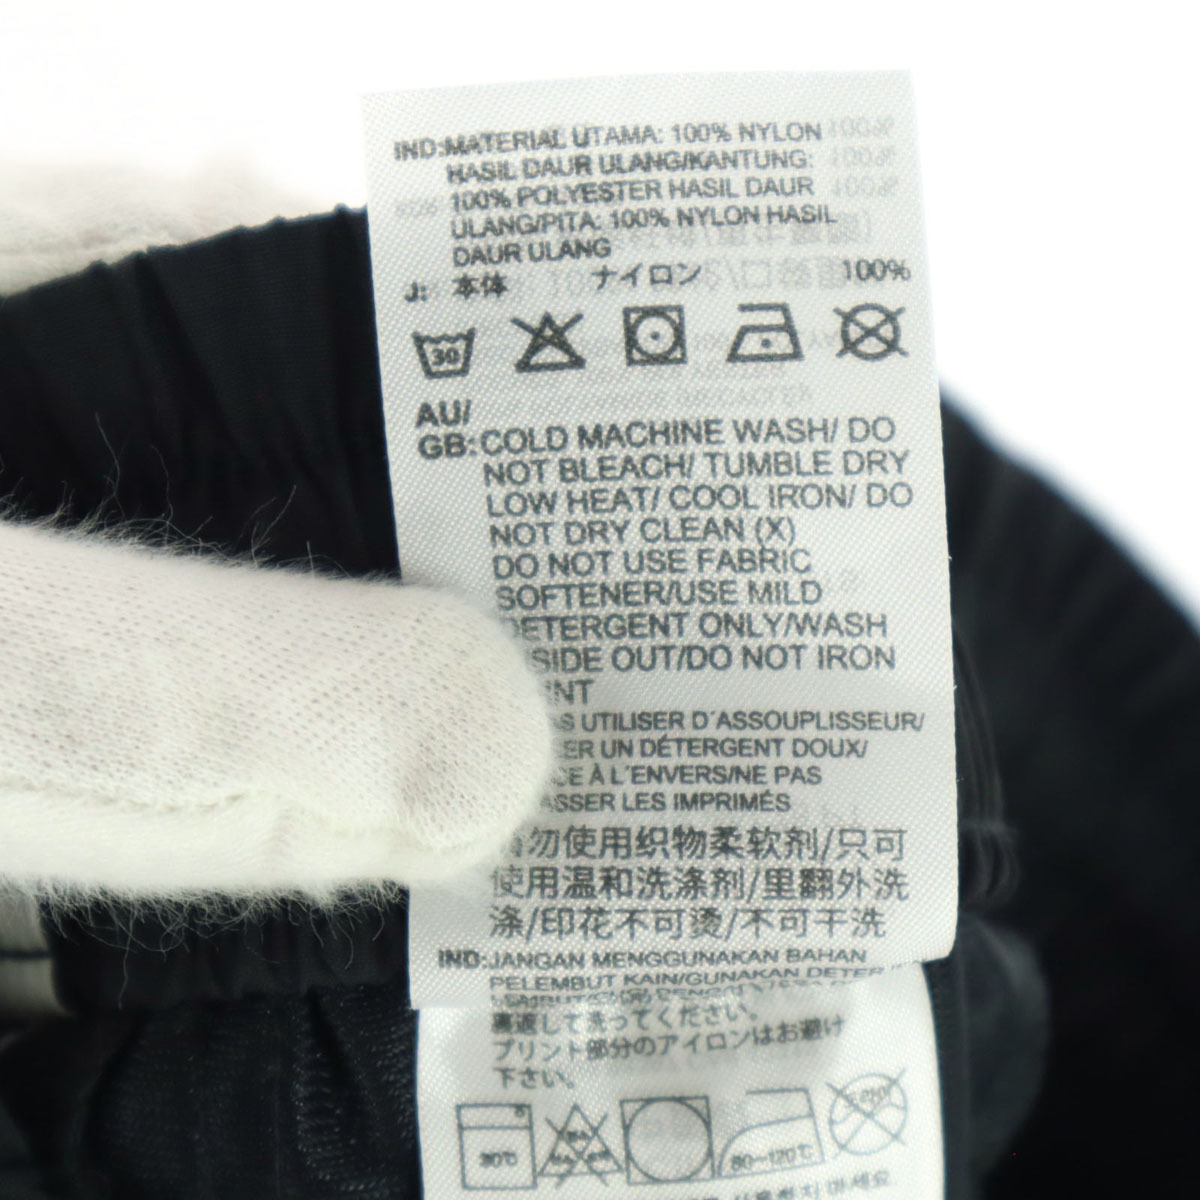 IND:MATERIAL UTAMA: 100% NYLON
HASIL DAUR ULANG/KANTUNG:
100% POLYESTER HASIL DAUR
ULANG/PITA: 100% NYLON HASIL
DAUR ULANG
J: 本体 ナイロン 100%
30
AU/
GB: COLD MACHINE WASH/ DO
NOT BLEACH/ TUMBLE DRY
LOW HEAT/ COOL IRON/ DO
NOT DRY CLEAN (X)
DO NOT USE FABRIC
SOFTENER/USE MILD
DETERGENT ONLY/WASH
SIDE OUT/DO NOT IRON
UTILISER D´ASSOUPLISSEUR/
ER UN DÉTERGENT DOUX/
À L´ENVERS/NE PAS
ASSER LES IMPRIMÉS
勿使用织物柔软剂/只可
使用温和洗涤剂/里翻外洗
涤/印花不可烫/不可干洗
IND:JANGAN MENGGUNAKAN BAHAN
PELEMBUT KAIN/GUNAKAN DETER
裏返して洗ってください。
プリント部分のアイロンはお避け
下さい。
30℃
80~120℃